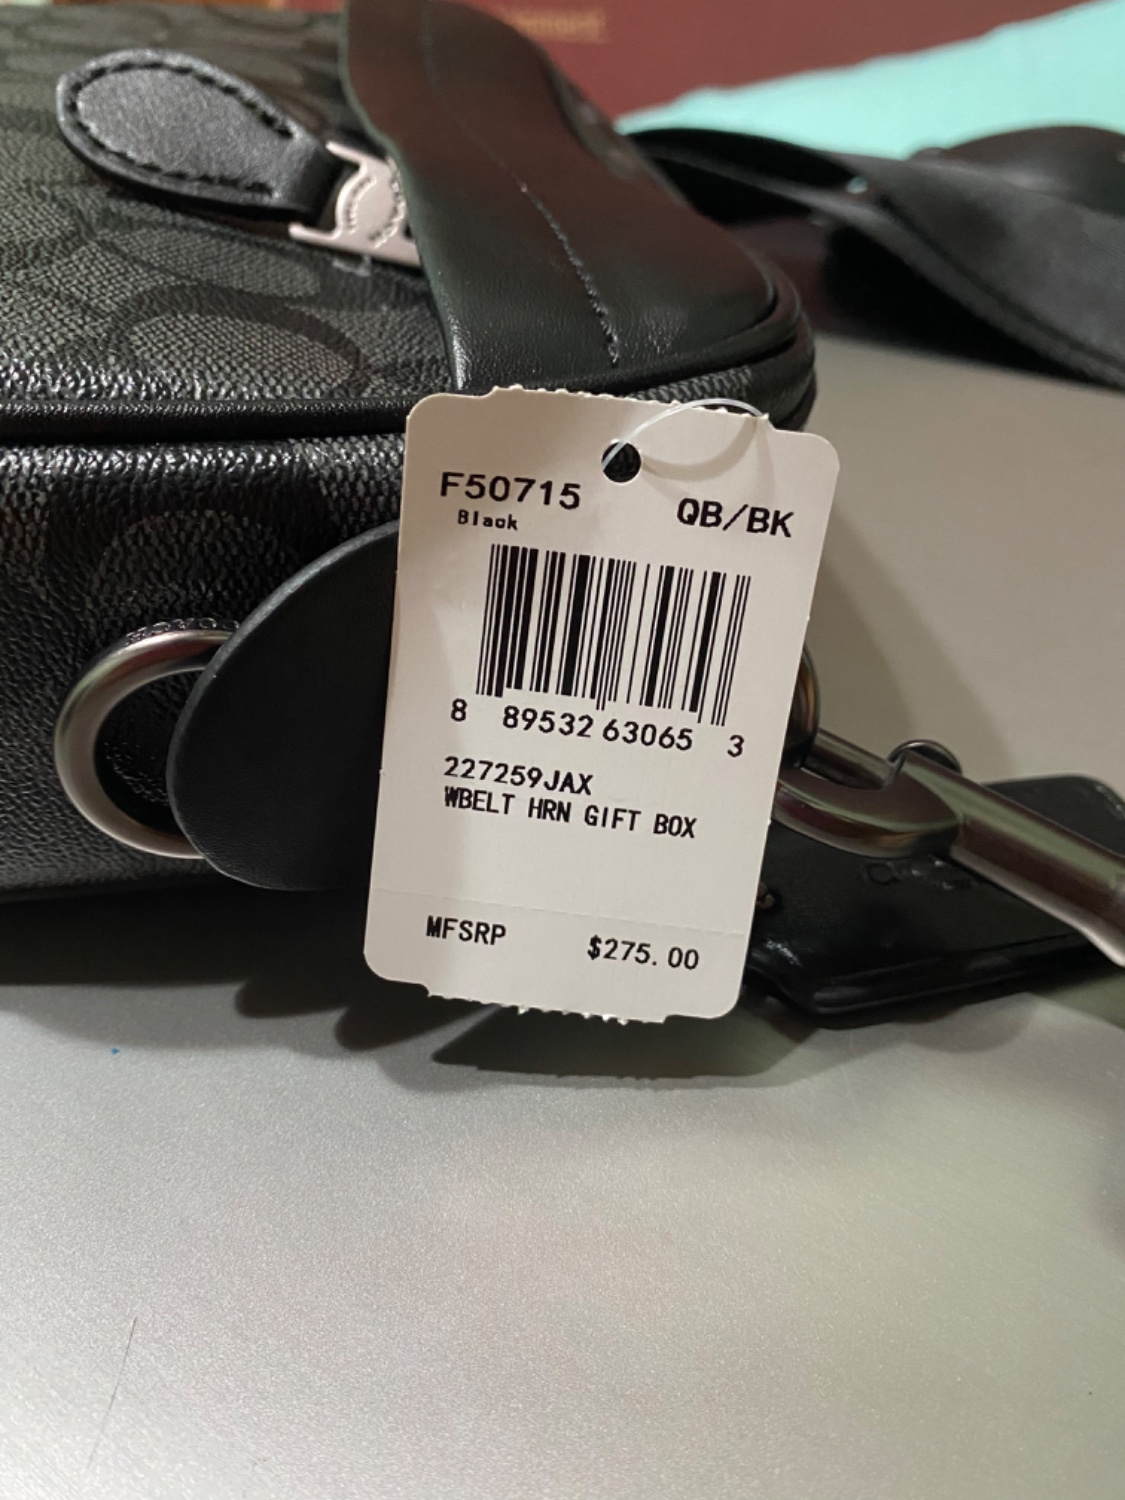 F50715
Black
QB/BK
8 89532 63065 3
227259JAX
WBELT HRN GIFT BOX
MFSRP $275.00